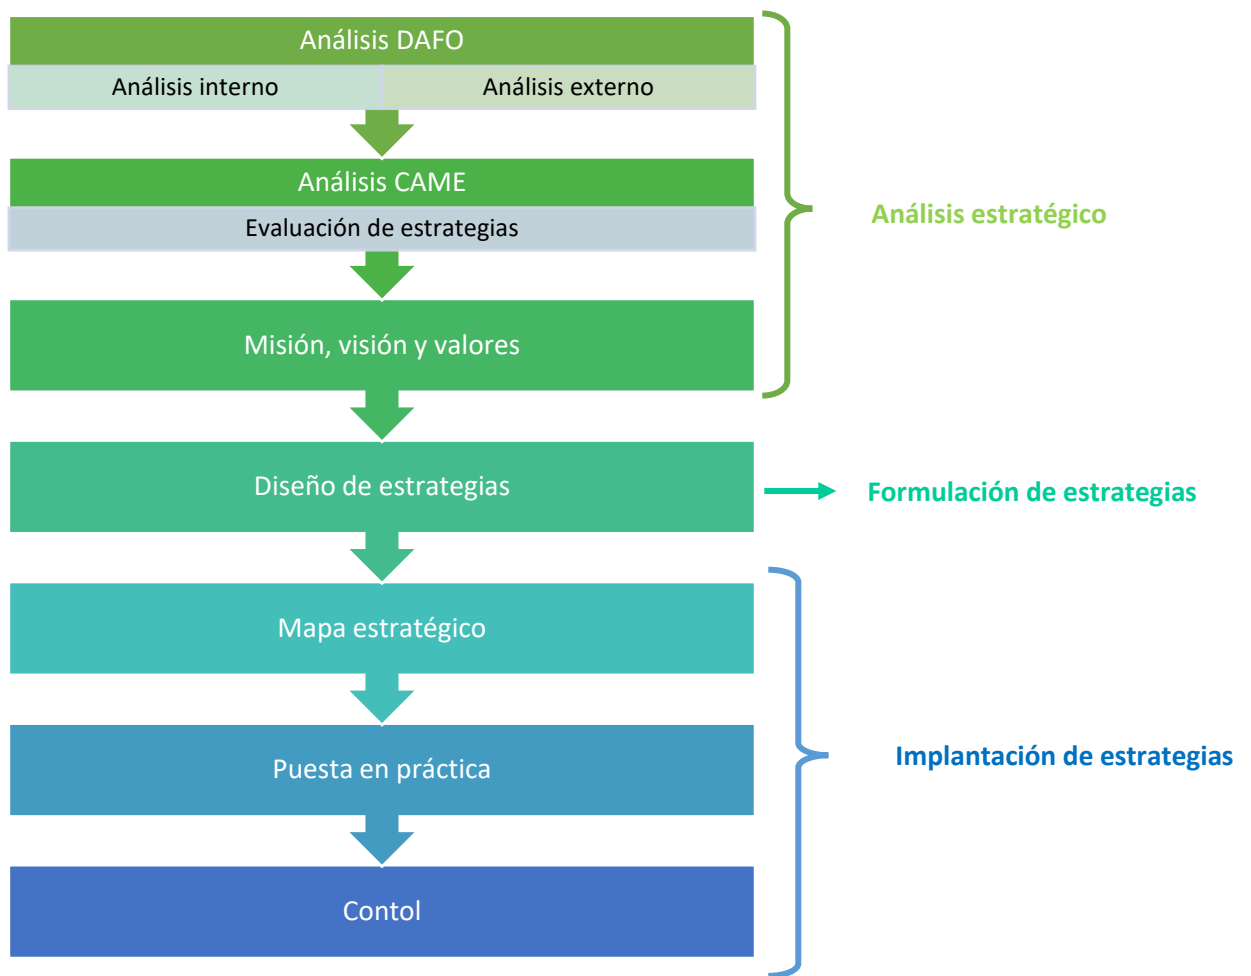 Análisis DAFO
Análisis interno
Análisis externo
Análisis CAME
Evaluación de estrategias
Análisis estratégico
Misión, visión y valores
Diseño de estrategias
Formulación de estrategias
Mapa estratégico
Puesta en práctica
Implantación de estrategias
Contol